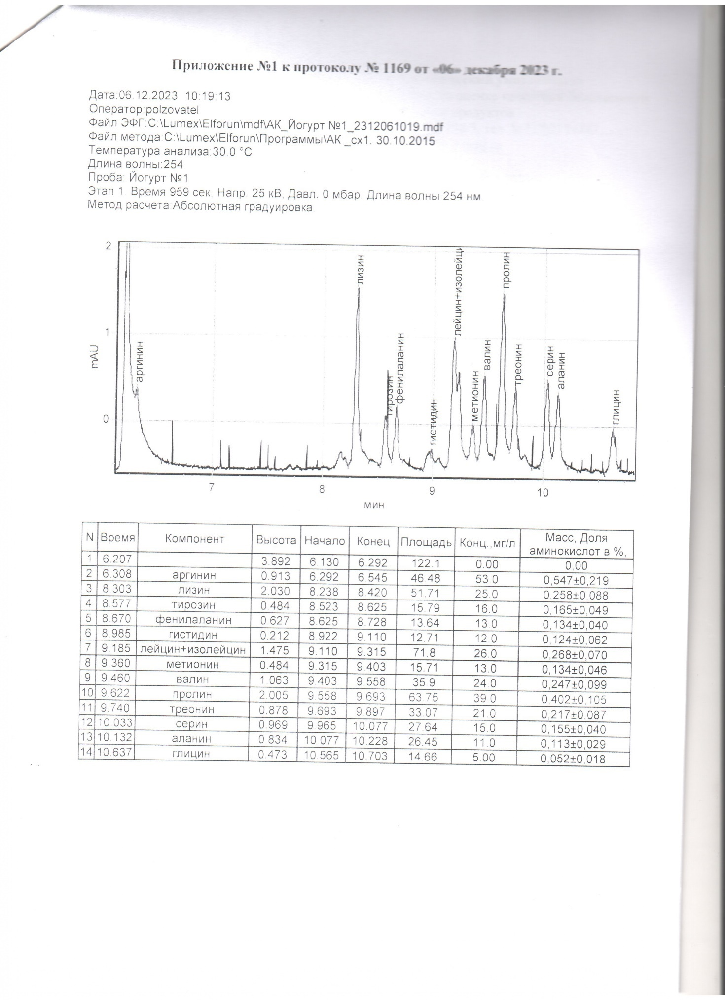 Приложение №1 к протоколу № 1169 от «06» декабря 2023 г.
Дата:06.12.2023 10:19:13
Оператор:polzovatel
Файл ЭФГ:C:\Lumex\Elforun\mdf\АК_Йогурт №1_2312061019.mdf
Файл метода:C:\Lumex\Elforun\Программы\АК _сх1. 30.10.2015
Температура анализа:30.0 °C
Длина волны:254
Проба: Йогурт №1
Этап 1. Время 959 сек, Напр. 25 кВ, Давл. 0 мбар, Длина волны 254 нм.
Метод расчета:Абсолютная градуировка.
2
1
0
mAU
аргинин
лизин
тирозин
фенилаланин
гистидин
лейцин+изолейци
метионин
валин
пролин
треонин
серин
аланин
глицин
7 8 9 10
мин
N Время Компонент Высота Начало Конец Площадь Конц.,мг/л Масс, Доля
аминокислот в %,
1 6.207 3.892 6.130 6.292 122.1 0.00 0,00
2 6.308 аргинин 0.913 6.292 6.545 46.48 53.0 0,547±0,219
3 8.303 лизин 2.030 8.238 8.420 51.71 25.0 0,258±0,088
4 8.577 тирозин 0.484 8.523 8.625 15.79 16.0 0,165±0,049
5 8.670 фенилаланин 0.627 8.625 8.728 13.64 13.0 0,134±0,040
6 8.985 гистидин 0.212 8.922 9.110 12.71 12.0 0,124±0,062
7 9.185 лейцин+изолейцин 1.475 9.110 9.315 71.8 26.0 0,268±0,070
8 9.360 метионин 0.484 9.315 9.403 15.71 13.0 0,134±0,046
9 9.460 валин 1.063 9.403 9.558 35.9 24.0 0,247±0,099
10 9.622 пролин 2.005 9.558 9.693 63.75 39.0 0,402±0,105
11 9.740 треонин 0.878 9.693 9.897 33.07 21.0 0,217±0,087
12 10.033 серин 0.969 9.965 10.077 27.64 15.0 0,155±0,040
13 10.132 аланин 0.834 10.077 10.228 26.45 11.0 0,113±0,029
14 10.637 глицин 0.473 10.565 10.703 14.66 5.00 0,052±0,018